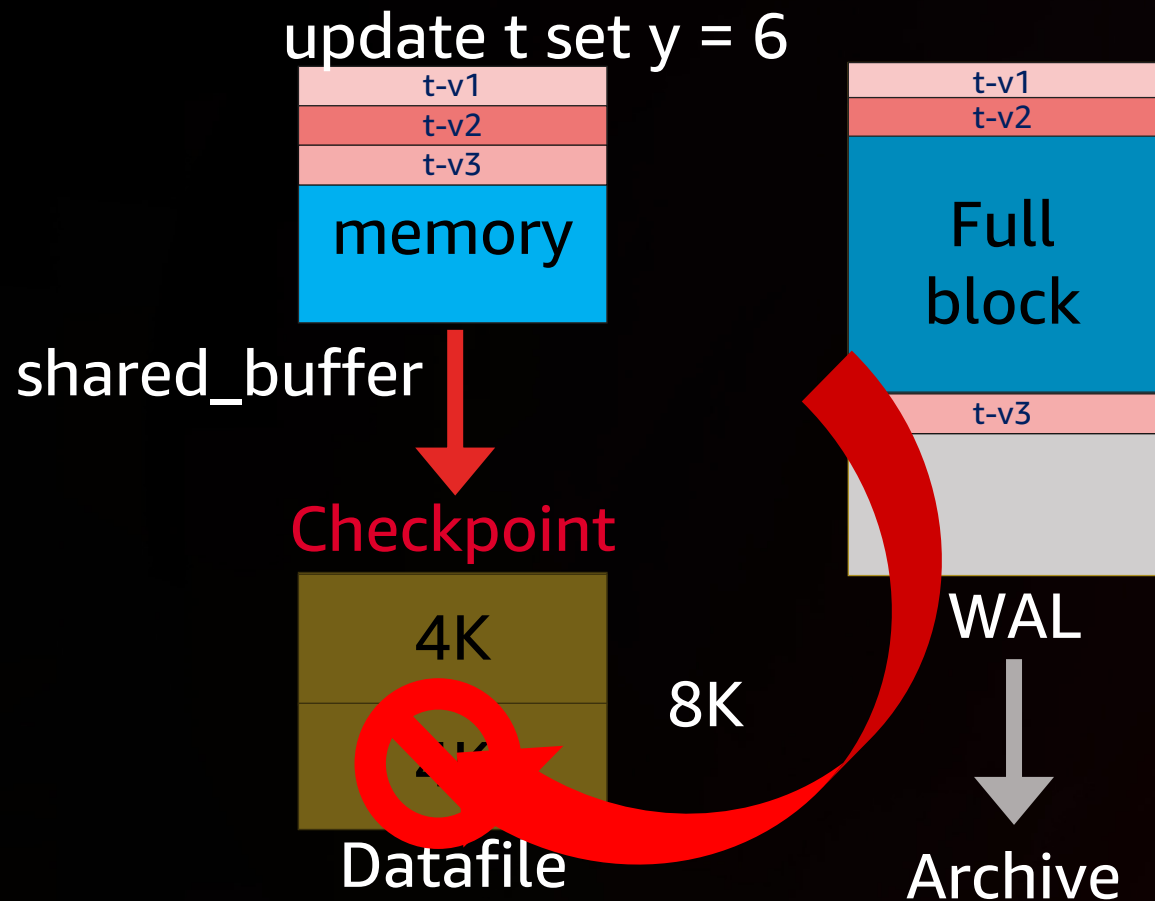 update t set y = 6
t-v1
t-v2
t-v3
memory
shared_buffer
Checkpoint
4K
Datafile
8K
t-v1
t-v2
Full
block
t-v3
WAL
Archive